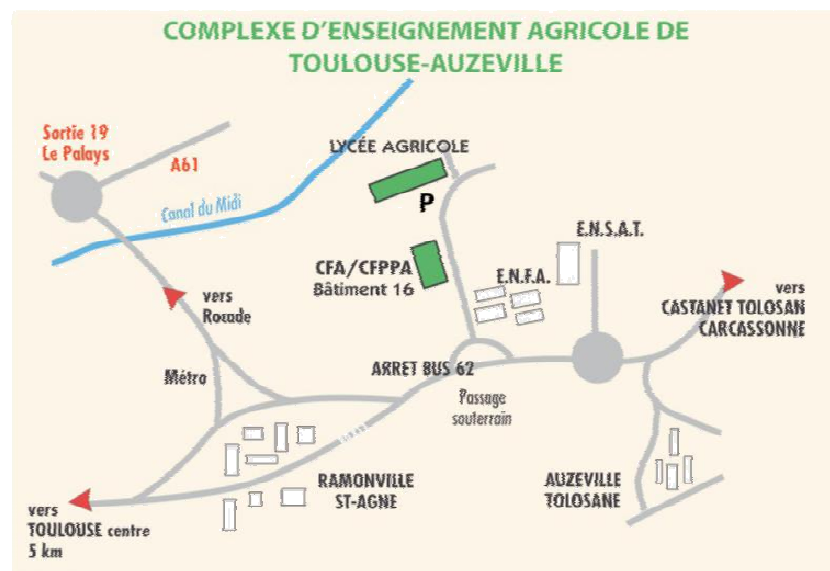 COMPLEXE D'ENSEIGNEMENT AGRICOLE DE
TOULOUSE-AUZEVILLE
Sortie 19
Le Palays
A61
LYCÉE AGRICOLE
P
Canal du Midi
E.N.S.A.T.
CFA/CFPPA
Bâtiment 16
E.N.F.A.
vers
Rocade
vers
CASTANET TOLOSAN
CARCASSONNE
Métro
ARRET BUS 62
Passage
souterrain
RAMONVILLE
ST-AGNE
AUZEVILLE
TOLOSANE
vers
TOULOUSE centre
5 km